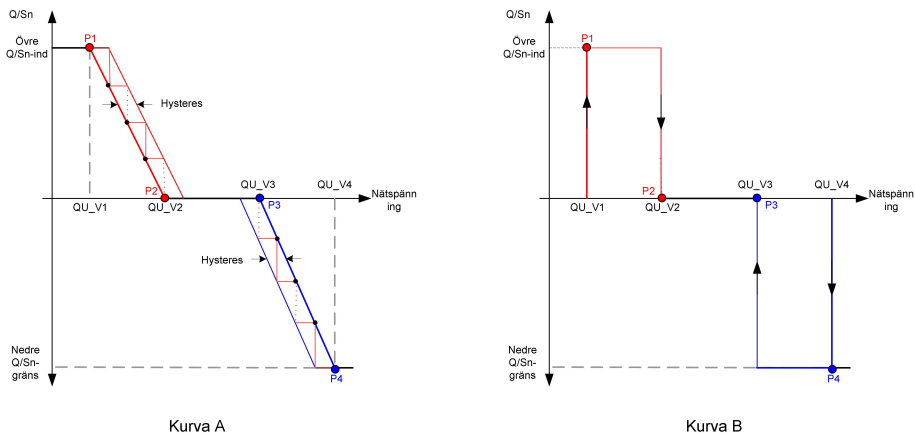 Q/Sn
Övre
Q/Sn-ind
P1
Hysteres
P2
QU_V3
QU_V4
Nätspänn
ing
QU_V1
QU_V2
P3
Hysteres
Nedre
Q/Sn-
gräns
P4
Kurva A
Q/Sn
Övre
Q/Sn-ind
P1
P2
QU_V3
QU_V4
Nätspänn
ing
QU_V1
QU_V2
P3
Nedre
Q/Sn-
gräns
P4
Kurva B